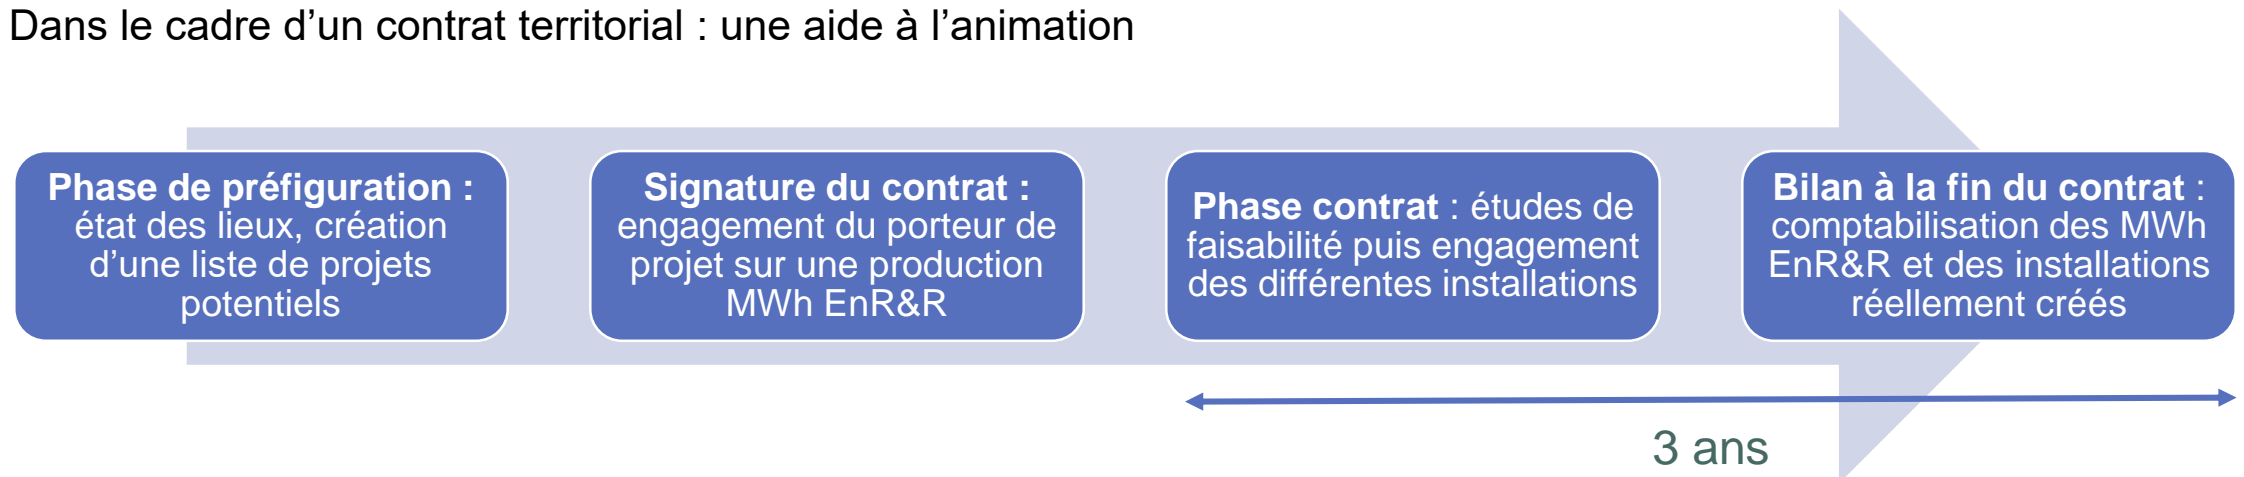 Dans le cadre d’un contrat territorial : une aide à l’animation
Phase de préfiguration :
état des lieux, création
d’une liste de projets
potentiels
Signature du contrat :
engagement du porteur de
projet sur une production
MWh EnR&R
Phase contrat : études de
faisabilité puis engagement
des différentes installations
Bilan à la fin du contrat :
comptabilisation des MWh
EnR&R et des installations
réellement créés
3 ans